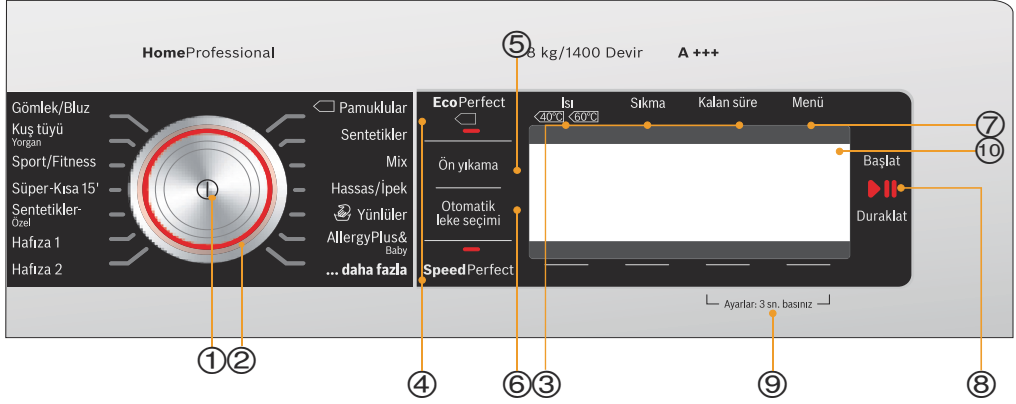 HomeProfessional
8 kg/1400 Devir A +++
Gömlek/Bluz
Kuş tüyü
Yorgan
Sport/Fitness
Süper-Kısa 15'
Sentetikler-
Özel
Hafıza 1
Hafıza 2
Pamuklular
Sentetikler
Mix
Hassas/İpek
Yünlüler
AllergyPlus&
Baby
... daha fazla
EcoPerfect
Ön yıkama
Otomatik
leke seçimi
SpeedPerfect
Isı Sıkma Kalan süre Menü
40°C 60°C
Başlat
Duraklat
Ayarlar: 3 sn. basınız
⑤
⑦
⑩
① ② ④ ⑥ ③ ⑨ ⑧